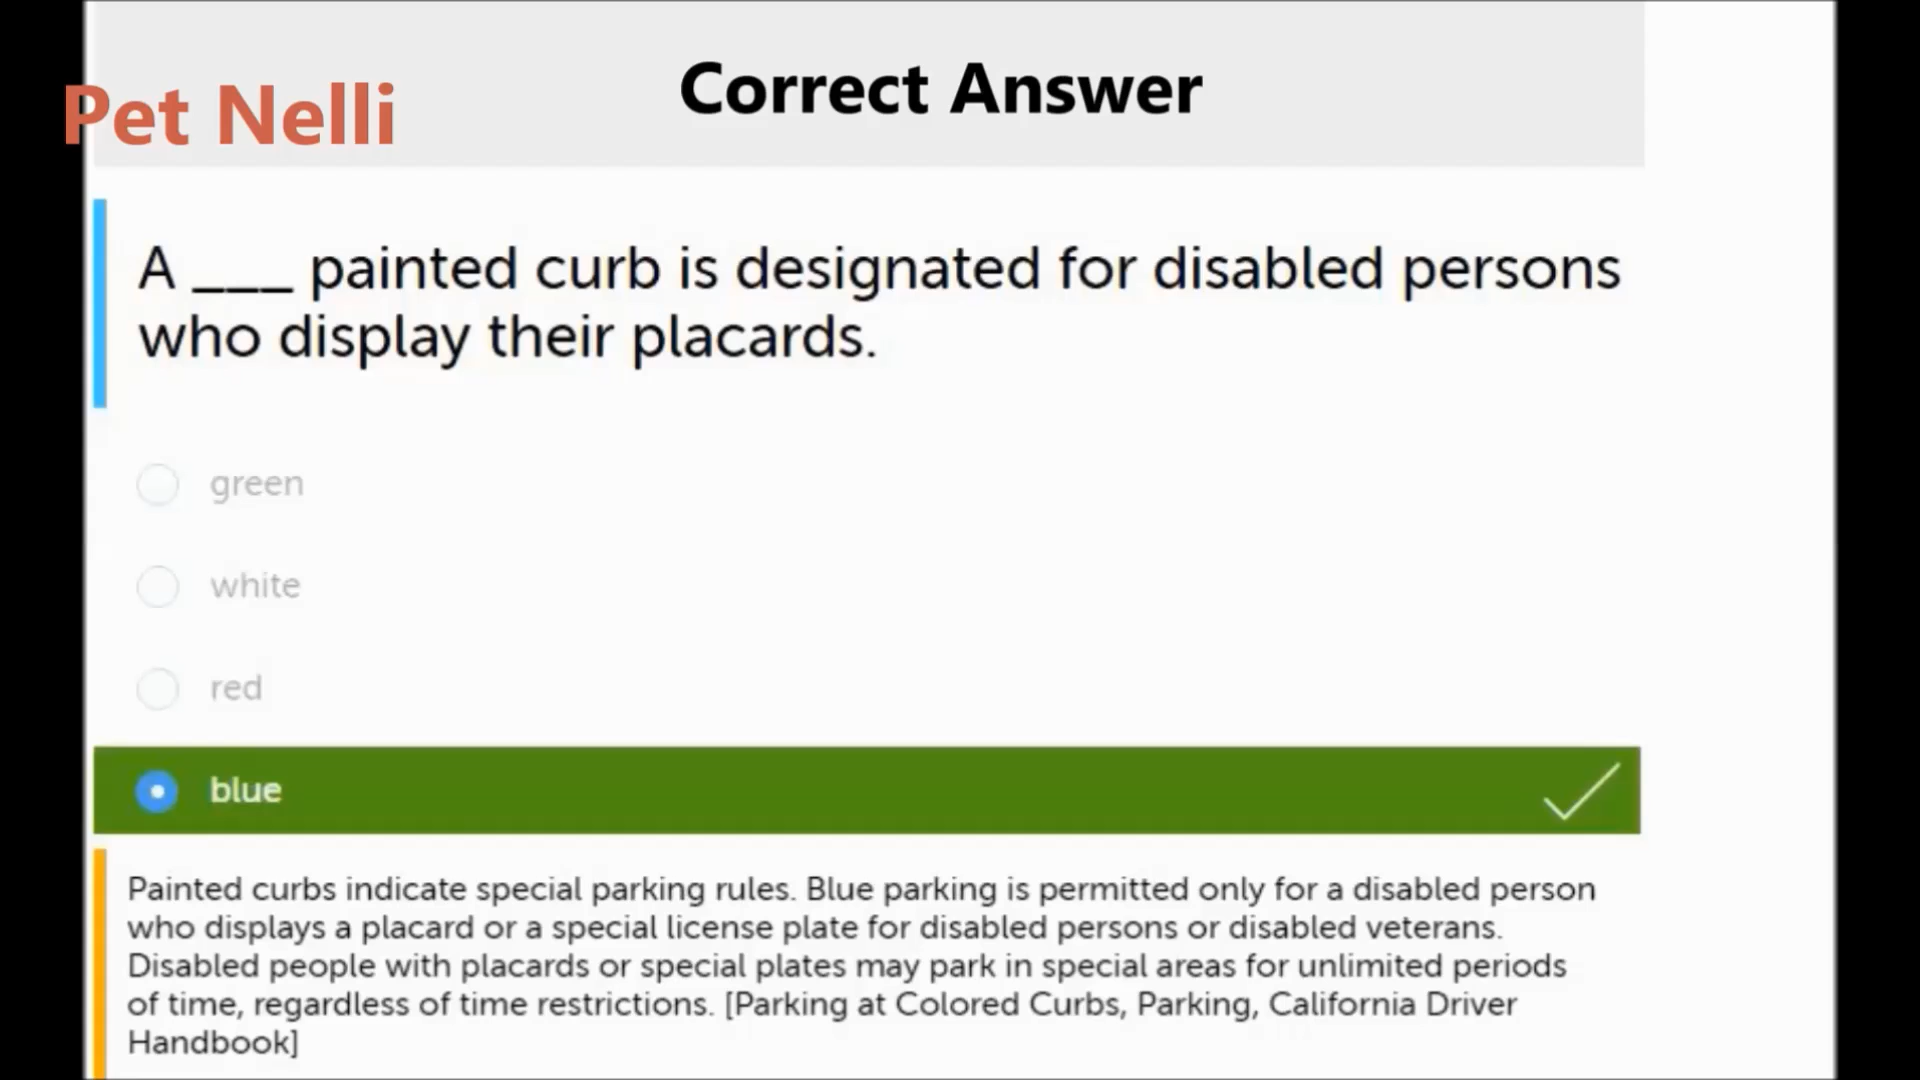 Correct Answer
Pet Nelli
A ___ painted curb is designated for disabled persons
who display their placards.
green
white
red
blue
Painted curbs indicate special parking rules. Blue parking is permitted only for a disabled person
who displays a placard or a special license plate for disabled persons or disabled veterans.
Disabled people with placards or special plates may park in special areas for unlimited periods
of time, regardless of time restrictions. [Parking at Colored Curbs, Parking, California Driver
Handbook]